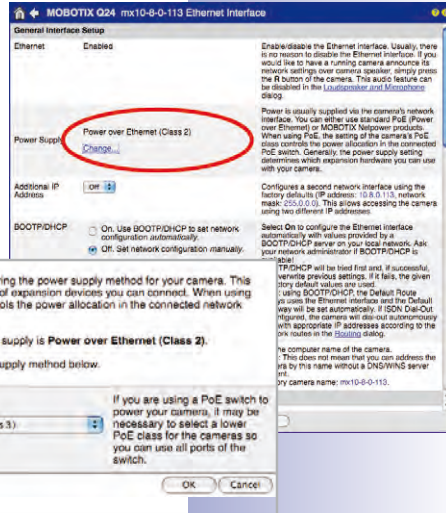 MOBOTIX Q24 mx10-8-0-113 Ethernet Interface
General Interface Setup
Ethernet
Enabled
Enable/disable the Ethernet interface. Usually, there
is no reason to disable the Ethernet interface. If you
would like to have a running camera announce its
network settings over camera speaker, simply press
the R button of the camera. This audio feature can
be disabled in the Loudspeaker and Microphone
dialog.
Power Supply
Power over Ethernet (Class 2)
Change...
Power is usually supplied via the camera's network
interface. You can either use standard PoE (Power
over Ethernet) or MOBOTIX Netpower products.
When using PoE, the setting of the camera's PoE
class controls the power allocation in the connected
PoE switch. Generally, the power supply setting
determines which expansion hardware you can use
with your camera.
Additional IP
Address
Off
Configures a second network interface using the
factory defaults (IP address: 10.8.0.113, network
mask: 255.0.0.0). This allows accessing the camera
using two different IP addresses.
BOOTP/DHCP
On. Use BOOTP/DHCP to set network
configuration automatically.
Off. Set network configuration manually.
Select On to configure the Ethernet interface
automatically with values provided by a
BOOTP/DHCP server on your local network. Ask
your network administrator if BOOTP/DHCP is
TP/DHCP will be tried first and, if successful,
verwrite previous settings. If it fails, the given
tory default values are used.
using BOOTP/DHCP, the Default Route
ys uses the Ethernet interface and the Default
way will be set automatically. If ISDN Dial-Out
nfigured, the camera will dial-out autonomously
with appropriate IP addresses according to the
ork routes in the Routing dialog.
he computer name of the camera.
: This does not mean that you can address the
era by this name without a DNS/WINS server
nt.
ory camera name: mx10-8-0-113.
ring the power supply method for your camera. This
of expansion devices you can connect. When using
ols the power allocation in the connected network
supply is Power over Ethernet (Class 2).
upply method below.
s 3)
If you are using a PoE switch to
power your camera, it may be
necessary to select a lower
PoE class for the cameras so
you can use all ports of the
switch.
OK
Cancel